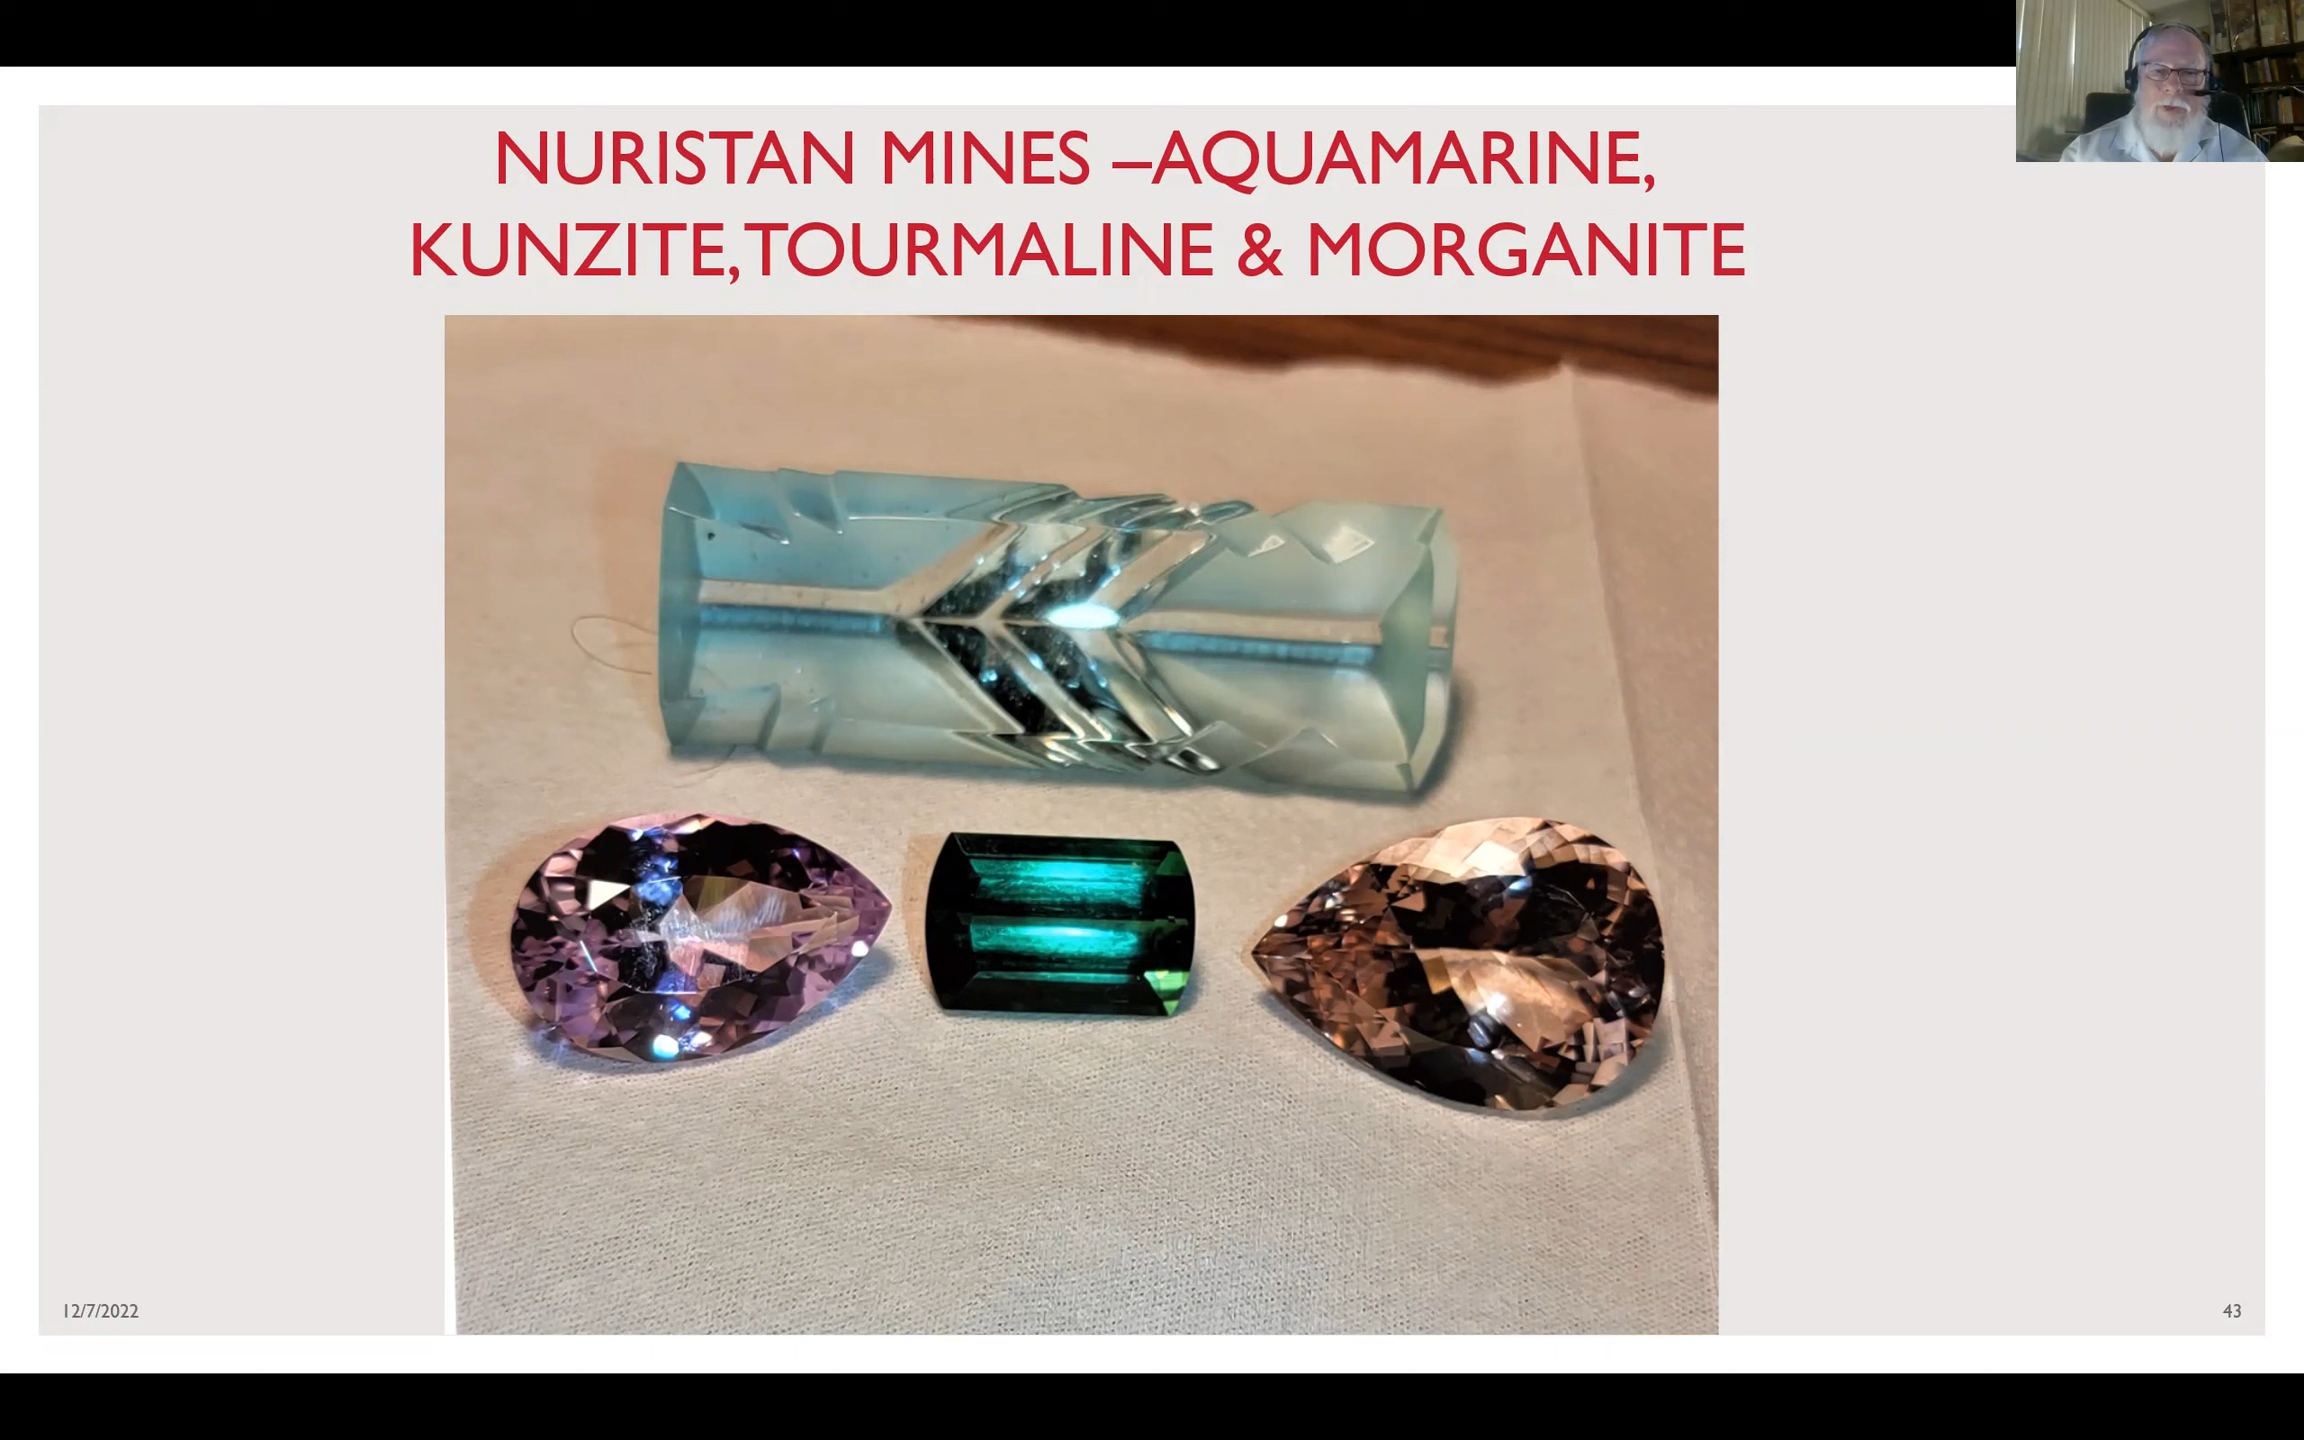 NURISTAN MINES –AQUAMARINE,
KUNZITE,TOURMALINE & MORGANITE
12/7/2022
43